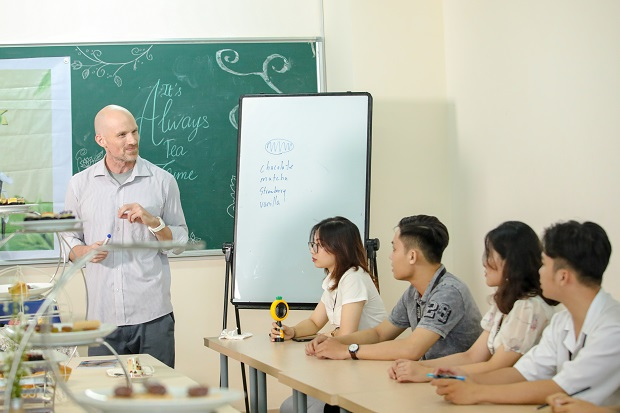 It's
Always
Tea
Time
chocolate
matcha
Strawberry
vanilla